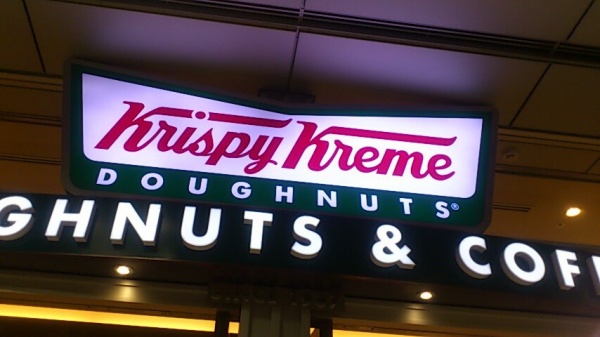 Krispy Kreme
DOUGHNUTS®
GHNUTS & COF